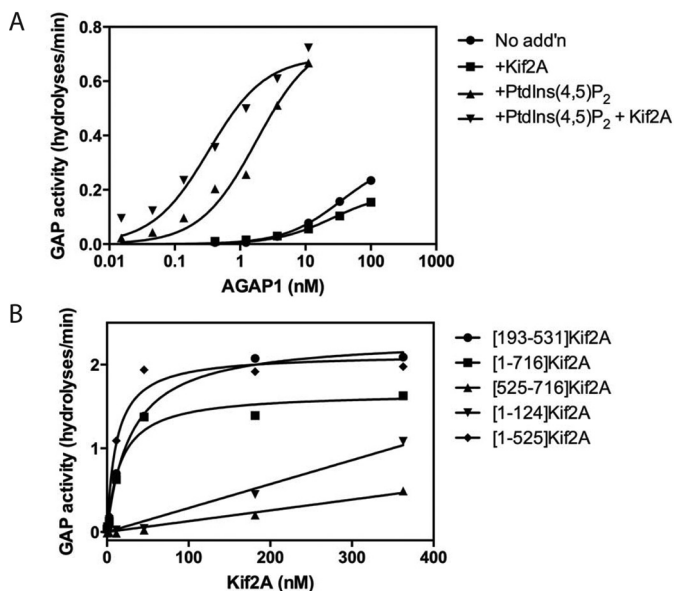 A
GAP activity (hydrolyses/min)
0.8
0.6
0.4
0.2
0.0
0.01 0.1 1 10 100 1000
AGAP1 (nM)
No add'n
+Kif2A
+PtdIns(4,5)P2
+PtdIns(4,5)P2 + Kif2A
B
GAP activity (hydrolyses/min)
2
1
0
0 100 200 300 400
Kif2A (nM)
[193-531]Kif2A
[1-716]Kif2A
[525-716]Kif2A
[1-124]Kif2A
[1-525]Kif2A